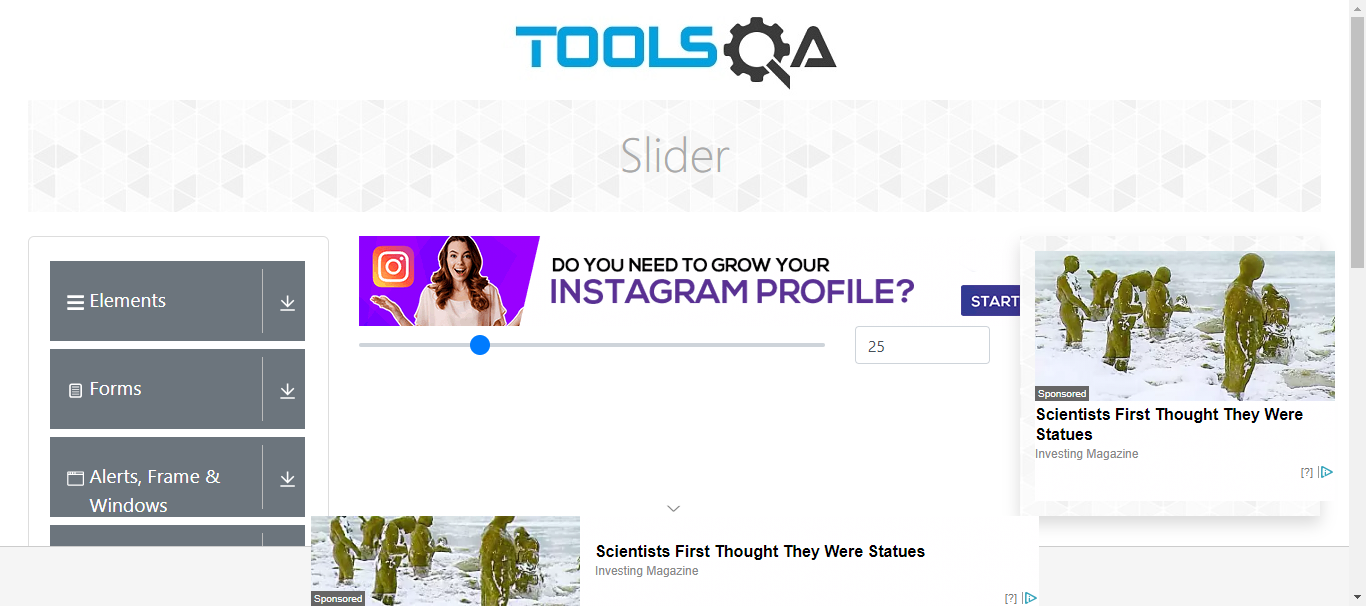 TOOLSQA
Slider
Elements
Forms
Alerts, Frame &
Windows
DO YOU NEED TO GROW YOUR
INSTAGRAM PROFILE?
START
25
Sponsored
Scientists First Thought They Were
Statues
Investing Magazine
[?]
Sponsored
Scientists First Thought They Were Statues
Investing Magazine
[?]